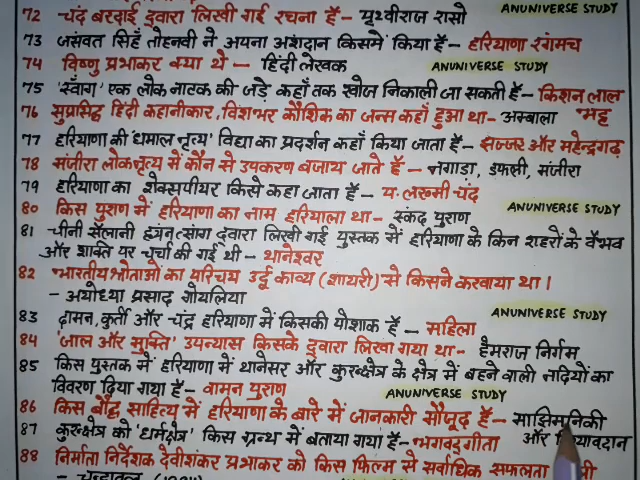 ANUNIVERSE STUDY
72 चंद बरदाई द्वारा लिखी गई रचना है - पृथ्वीराज रासो
73 जसवंत सिहँ तोहनवी ने अपना अंशदान किसमें किया है - हरियाणा रंगमच
74 विष्णु प्रभाकर क्या थे - हिंदी लेखक ANUNIVERSE STUDY
75 'स्वाँग' एक लोक नाटक की जड़े कहाँ तक खोज निकाली जा सकती है - किशन लाल भट्ट
76 सुप्रसिद्द हिंदी कहानीकार, विशम्भर कौशिक का जन्म कहाँ हुआ था - अम्बाला
77 हरियाणा की 'धमाल नृत्य' विद्या का प्रदर्शन कहाँ किया जाता है - झज्जर और महेन्द्रगढ़
78 मंजीरा लोकनृत्य में कौन से उपकरण बजाय जाते है - नगाड़ा, डफली, मंजीरा
79 हरियाणा का शेक्सपीयर किसे कहा जाता है - प. लख्मी चंद
80 किस पुराण में हरियाणा का नाम हरियाला था - स्कंद पुराण ANUNIVERSE STUDY
81 चीनी सैलानी ह्वेनत्सांग द्वारा लिखी गई पुस्तक में हरियाणा के किन शहरों के वैभव
और शक्ति पर चर्चा की गई थी - थानेश्वर
82 भारतीय श्रोताओं का परिचय उर्दू काव्य (शायरी) से किसने करवाया था।
- अयोध्या प्रसाद गोयलिया
ANUNIVERSE STUDY
83 दामन, कुर्ती और चंद्र हरियाणा में किसकी पोशाक है - महिला
84 'जाल और मुक्ति' उपन्यास किसके द्वारा लिखा गया था - हेमराज निर्मम
85 किस पुस्तक में हरियाणा में थानेसर और कुरुक्षेत्र के क्षेत्र में बहने वाली नदियों का
विवरण दिया गया है - वामन पुराण ANUNIVERSE STUDY
86 किस बौद्ध साहित्य में हरियाणा के बारे में जानकारी मौजूद है - माझिमनिकी
और दिव्यावदान
87 कुरुक्षेत्र को 'धर्मक्षेत्र' किस ग्रन्थ में बताया गया है - भगवद् गीता
88 निर्माता निर्देशक देवीशंकर प्रभाकर को किस फिल्म से सर्वाधिक सफलता